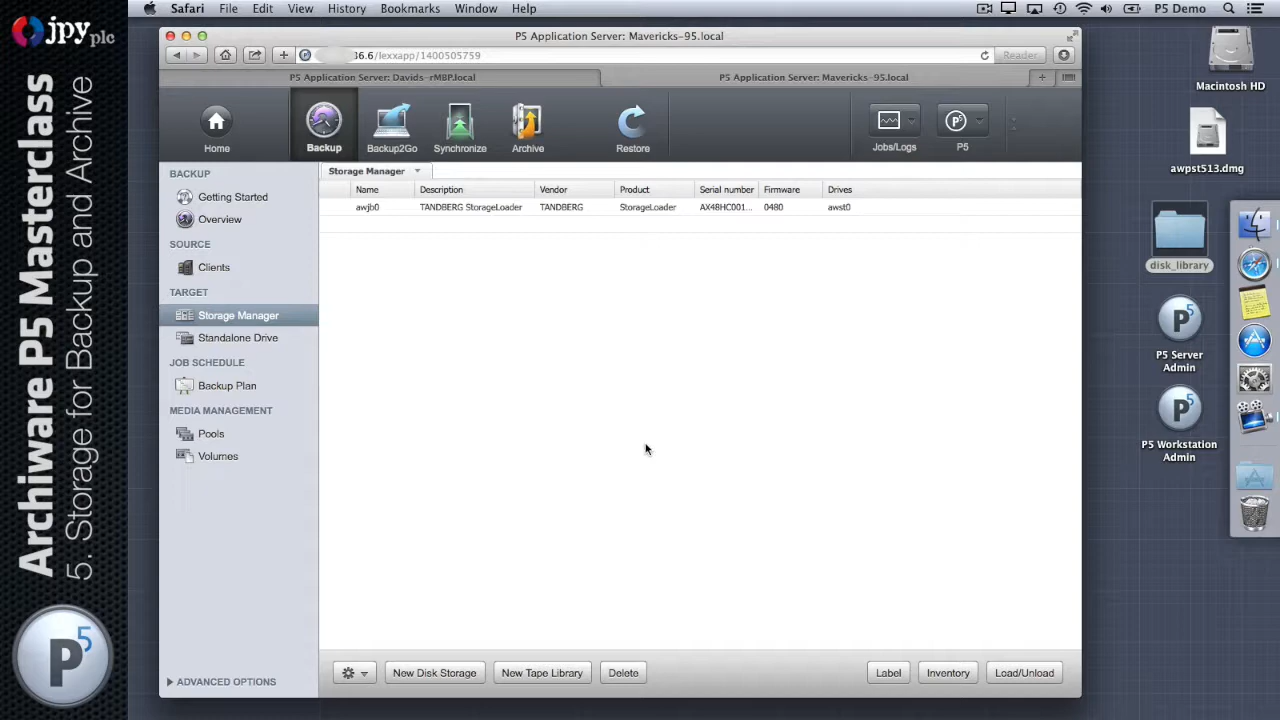 jpy plc
Archiware P5 Masterclass
5. Storage for Backup and Archive
P5
Safari File Edit View History Bookmarks Window Help
P5 Demo
P5 Application Server: Mavericks-95.local
36.6/lexxapp/1400505759
Reader
P5 Application Server: Davids-rMBP.local
P5 Application Server: Mavericks-95.local
Home
Backup
Backup2Go
Synchronize
Archive
Restore
Jobs/Logs
P5
BACKUP
Getting Started
Overview
SOURCE
Clients
TARGET
Storage Manager
Standalone Drive
JOB SCHEDULE
Backup Plan
MEDIA MANAGEMENT
Pools
Volumes
ADVANCED OPTIONS
Storage Manager
Name Description Vendor Product Serial number Firmware Drives
awjb0 TANDBERG StorageLoader TANDBERG StorageLoader AX48HC001... 0480 awst0
New Disk Storage
New Tape Library
Delete
Label
Inventory
Load/Unload
Macintosh HD
awpst513.dmg
disk_library
P5 Server
Admin
P5 Workstation
Admin